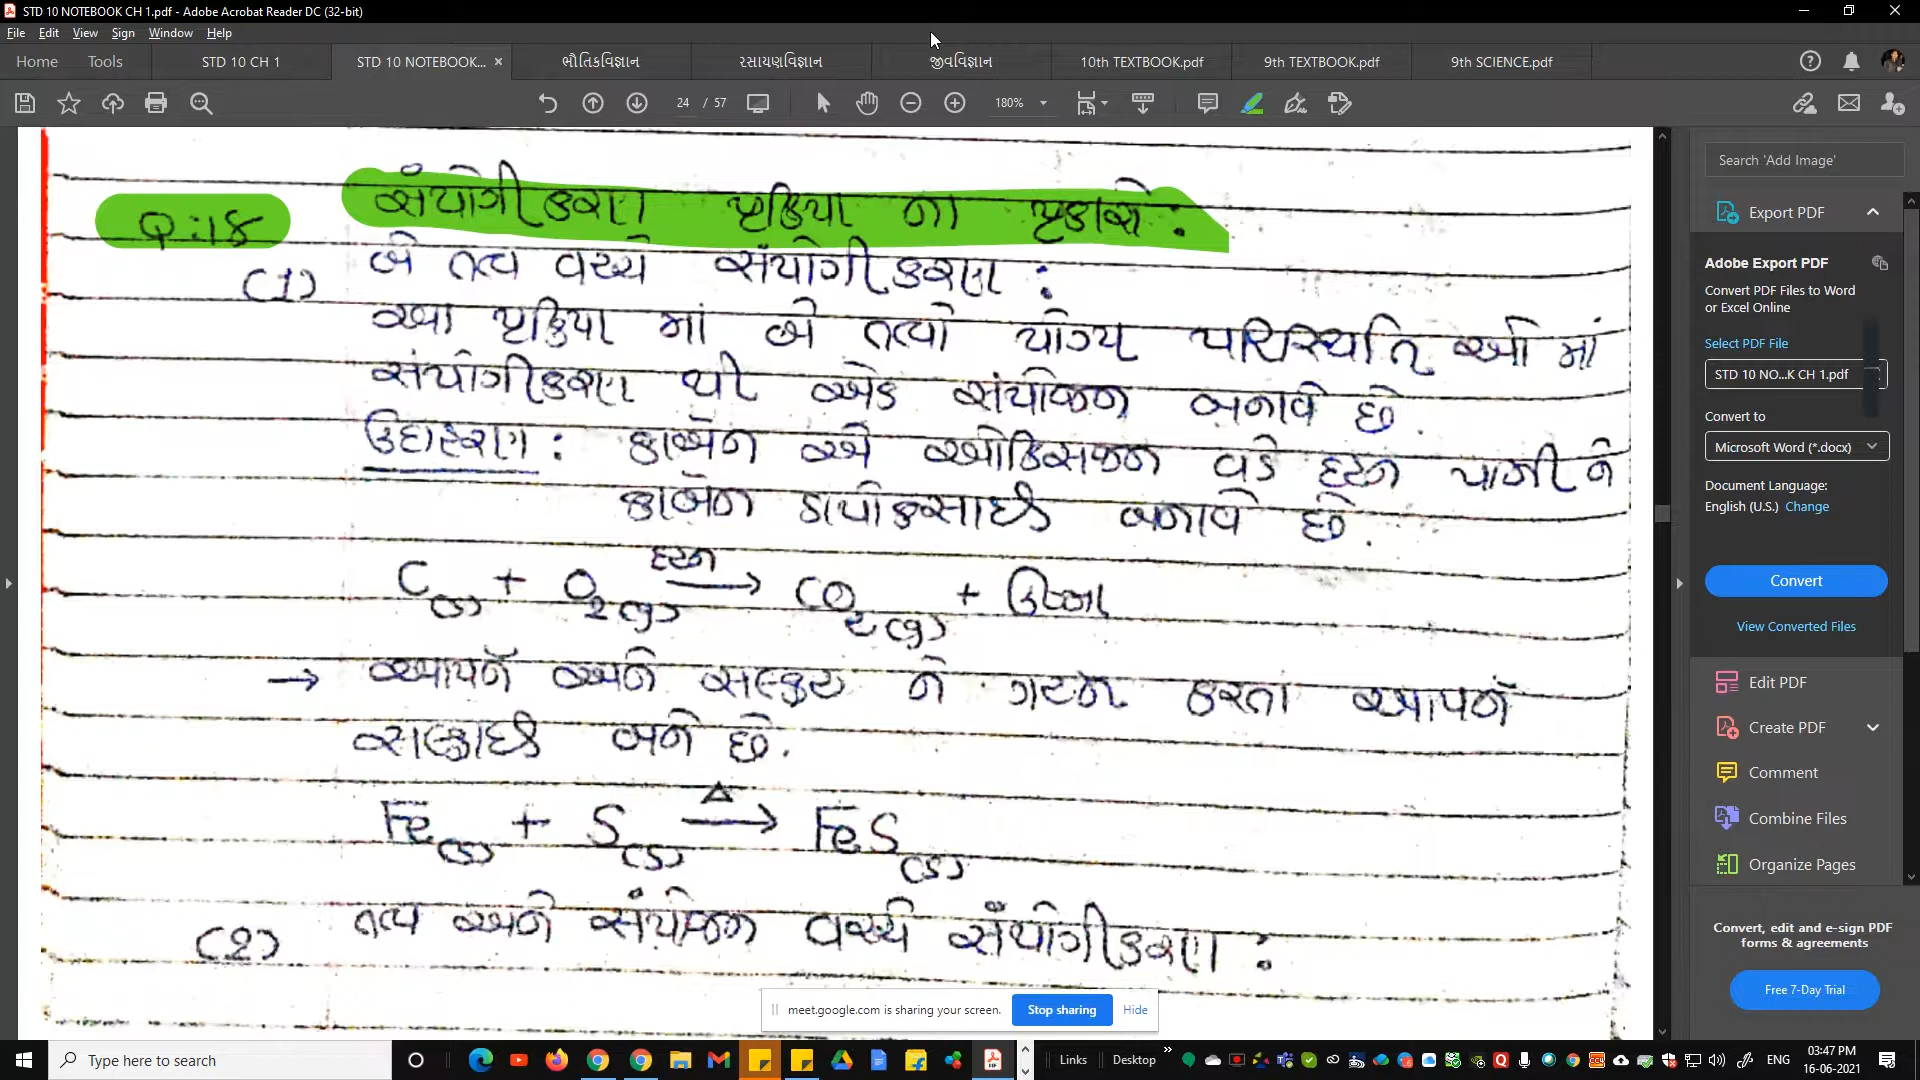 STD 10 NOTEBOOK CH 1.pdf - Adobe Acrobat Reader DC (32-bit)
File Edit View Sign Window Help
Home Tools STD 10 CH 1 STD 10 NOTEBOOK... × ભૌતિકવિજ્ઞાન રસાયણવિજ્ઞાન જીવવિજ્ઞાન 10th TEXTBOOK.pdf 9th TEXTBOOK.pdf 9th SCIENCE.pdf
24 / 57 180%
Search 'Add Image'
Export PDF
Adobe Export PDF
Convert PDF Files to Word
or Excel Online
Select PDF File
STD 10 NO...K CH 1.pdf
Convert to
Microsoft Word (*.docx)
Document Language:
English (U.S.) Change
Convert
View Converted Files
Edit PDF
Create PDF
Comment
Combine Files
Organize Pages
Convert, edit and e-sign PDF
forms & agreements
Free 7-Day Trial
Q:18 સંયોગીકરણ પ્રક્રિયા ના પ્રકારો.
(1) બે તત્વ વચ્ચે સંયોગીકરણ :
આ પ્રક્રિયા માં બે તત્વો યોગ્ય પરિસ્થિતિ ઓ માં
સંયોગીકરણ થી એક સંયોજન બનાવે છે.
ઉદાહરણ : કાર્બન એ ઓક્સિજન વડે દહન પામી ને
કાર્બન ડાયોક્સાઈડ બનાવે છે.
C(s) + O2(g) દહન → CO2(g) + ઉષ્મા
→ આયર્ન અને સલ્ફર ને ગરમ કરતા આયર્ન
સલ્ફાઈડ બને છે.
Fe(s) + S(s) Δ → FeS(s)
(2) તત્વ અને સંયોજન વચ્ચે સંયોગીકરણ :
meet.google.com is sharing your screen. Stop sharing Hide
Type here to search Links Desktop ENG 03:47 PM
16-06-2021